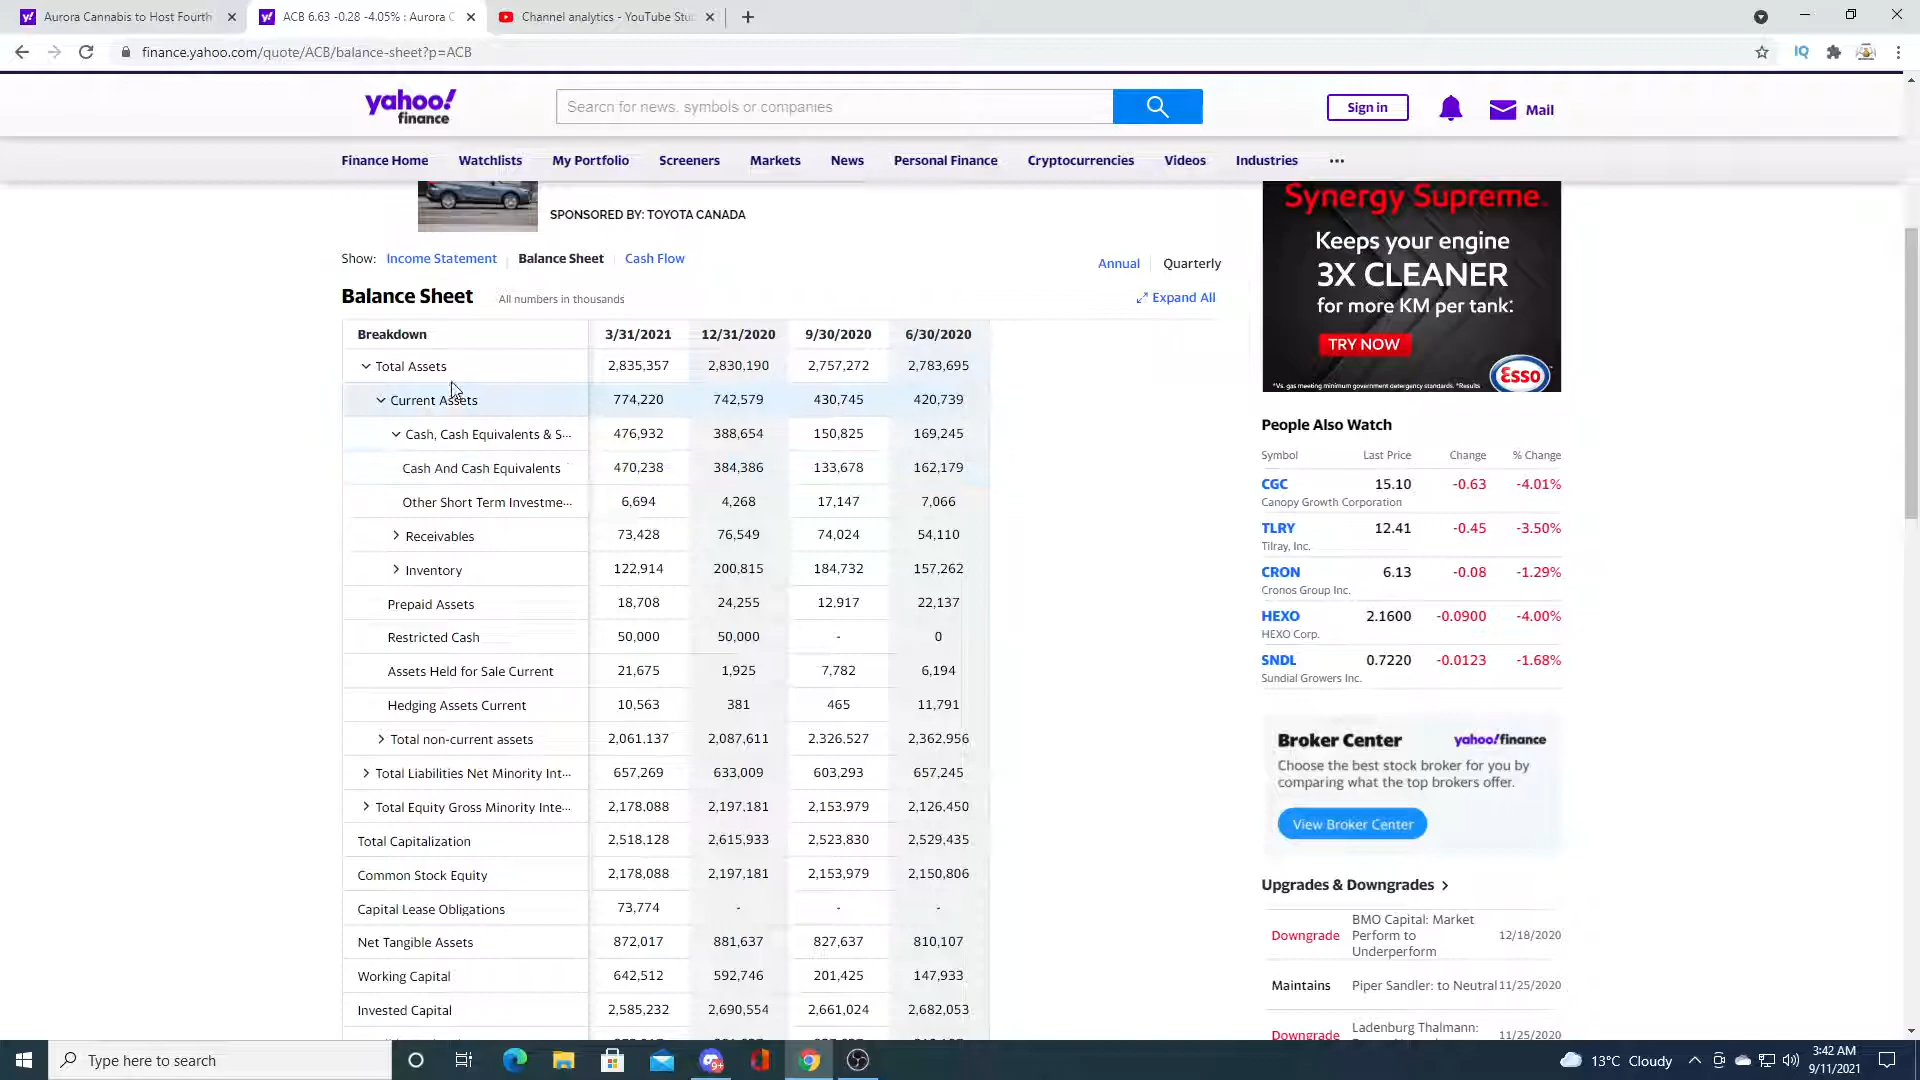 Aurora Cannabis to Host Fourth
ACB 6.63 -0.28 -4.05% : Aurora C
Channel analytics - YouTube Stu
finance.yahoo.com/quote/ACB/balance-sheet?p=ACB
yahoo!
finance
Search for news, symbols or companies
Sign in
Mail
Finance Home Watchlists My Portfolio Screeners Markets News Personal Finance Cryptocurrencies Videos Industries ...
SPONSORED BY: TOYOTA CANADA
Show: Income Statement Balance Sheet Cash Flow
Annual Quarterly
Balance Sheet All numbers in thousands
Expand All
Breakdown 3/31/2021 12/31/2020 9/30/2020 6/30/2020
Total Assets 2,835,357 2,830,190 2,757,272 2,783,695
Current Assets 774,220 742,579 430,745 420,739
Cash, Cash Equivalents & S... 476,932 388,654 150,825 169,245
Cash And Cash Equivalents 470,238 384,386 133,678 162,179
Other Short Term Investme... 6,694 4,268 17,147 7,066
Receivables 73,428 76,549 74,024 54,110
Inventory 122,914 200,815 184,732 157,262
Prepaid Assets 18,708 24,255 12,917 22,137
Restricted Cash 50,000 50,000 - 0
Assets Held for Sale Current 21,675 1,925 7,782 6,194
Hedging Assets Current 10,563 381 465 11,791
Total non-current assets 2,061,137 2,087,611 2,326,527 2,362,956
Total Liabilities Net Minority Int... 657,269 633,009 603,293 657,245
Total Equity Gross Minority Inte... 2,178,088 2,197,181 2,153,979 2,126,450
Total Capitalization 2,518,128 2,615,933 2,523,830 2,529,435
Common Stock Equity 2,178,088 2,197,181 2,153,979 2,150,806
Capital Lease Obligations 73,774 - - -
Net Tangible Assets 872,017 881,637 827,637 810,107
Working Capital 642,512 592,746 201,425 147,933
Invested Capital 2,585,232 2,690,554 2,661,024 2,682,053
Synergy Supreme.
Keeps your engine
3X CLEANER
for more KM per tank:
TRY NOW
Esso
*Vs. gas meeting minimum government detergency standards. *Results
People Also Watch
Symbol Last Price Change % Change
CGC 15.10 -0.63 -4.01%
Canopy Growth Corporation
TLRY 12.41 -0.45 -3.50%
Tilray, Inc.
CRON 6.13 -0.08 -1.29%
Cronos Group Inc.
HEXO 2.1600 -0.0900 -4.00%
HEXO Corp.
SNDL 0.7220 -0.0123 -1.68%
Sundial Growers Inc.
Broker Center yahoo!finance
Choose the best stock broker for you by
comparing what the top brokers offer.
View Broker Center
Upgrades & Downgrades
Downgrade BMO Capital: Market
Perform to
Underperform 12/18/2020
Maintains Piper Sandler: to Neutral 11/25/2020
Downgrade Ladenburg Thalmann: 11/25/2020
Type here to search
9+
13°C Cloudy
3:42 AM
9/11/2021